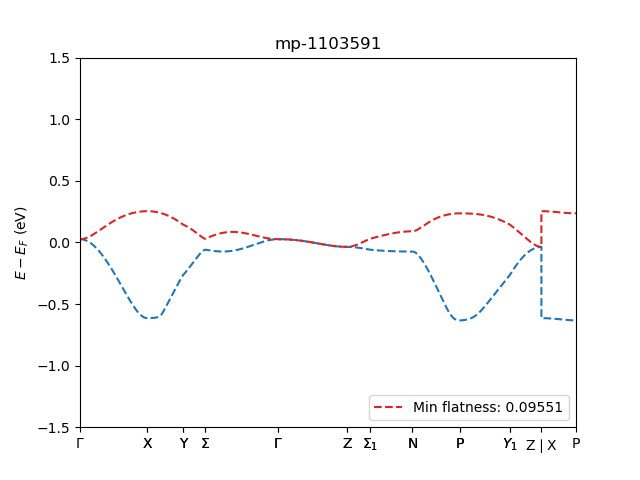 mp-1103591
E − E_F (eV)
1.5
1.0
0.5
0.0
−0.5
−1.0
−1.5
Min flatness: 0.09551
Γ X Y Σ Γ Z Σ₁ N P Y₁ Z | X P